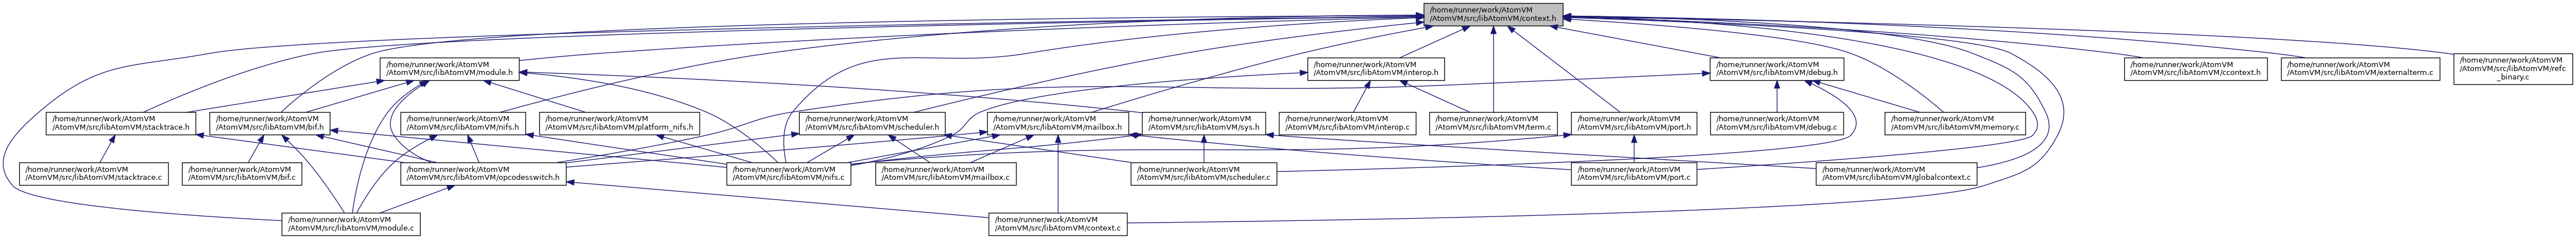 /home/runner/work/AtomVM
/AtomVM/src/libAtomVM/context.h
/home/runner/work/AtomVM
/AtomVM/src/libAtomVM/module.h
/home/runner/work/AtomVM
/AtomVM/src/libAtomVM/interop.h
/home/runner/work/AtomVM
/AtomVM/src/libAtomVM/debug.h
/home/runner/work/AtomVM
/AtomVM/src/libAtomVM/ccontext.h
/home/runner/work/AtomVM
/AtomVM/src/libAtomVM/externalterm.c
/home/runner/work/AtomVM
/AtomVM/src/libAtomVM/refc
_binary.c
/home/runner/work/AtomVM
/AtomVM/src/libAtomVM/stacktrace.h
/home/runner/work/AtomVM
/AtomVM/src/libAtomVM/bif.h
/home/runner/work/AtomVM
/AtomVM/src/libAtomVM/nifs.h
/home/runner/work/AtomVM
/AtomVM/src/libAtomVM/platform_nifs.h
/home/runner/work/AtomVM
/AtomVM/src/libAtomVM/scheduler.h
/home/runner/work/AtomVM
/AtomVM/src/libAtomVM/mailbox.h
/home/runner/work/AtomVM
/AtomVM/src/libAtomVM/sys.h
/home/runner/work/AtomVM
/AtomVM/src/libAtomVM/interop.c
/home/runner/work/AtomVM
/AtomVM/src/libAtomVM/term.c
/home/runner/work/AtomVM
/AtomVM/src/libAtomVM/port.h
/home/runner/work/AtomVM
/AtomVM/src/libAtomVM/debug.c
/home/runner/work/AtomVM
/AtomVM/src/libAtomVM/memory.c
/home/runner/work/AtomVM
/AtomVM/src/libAtomVM/stacktrace.c
/home/runner/work/AtomVM
/AtomVM/src/libAtomVM/bif.c
/home/runner/work/AtomVM
/AtomVM/src/libAtomVM/opcodesswitch.h
/home/runner/work/AtomVM
/AtomVM/src/libAtomVM/nifs.c
/home/runner/work/AtomVM
/AtomVM/src/libAtomVM/mailbox.c
/home/runner/work/AtomVM
/AtomVM/src/libAtomVM/scheduler.c
/home/runner/work/AtomVM
/AtomVM/src/libAtomVM/port.c
/home/runner/work/AtomVM
/AtomVM/src/libAtomVM/globalcontext.c
/home/runner/work/AtomVM
/AtomVM/src/libAtomVM/module.c
/home/runner/work/AtomVM
/AtomVM/src/libAtomVM/context.c